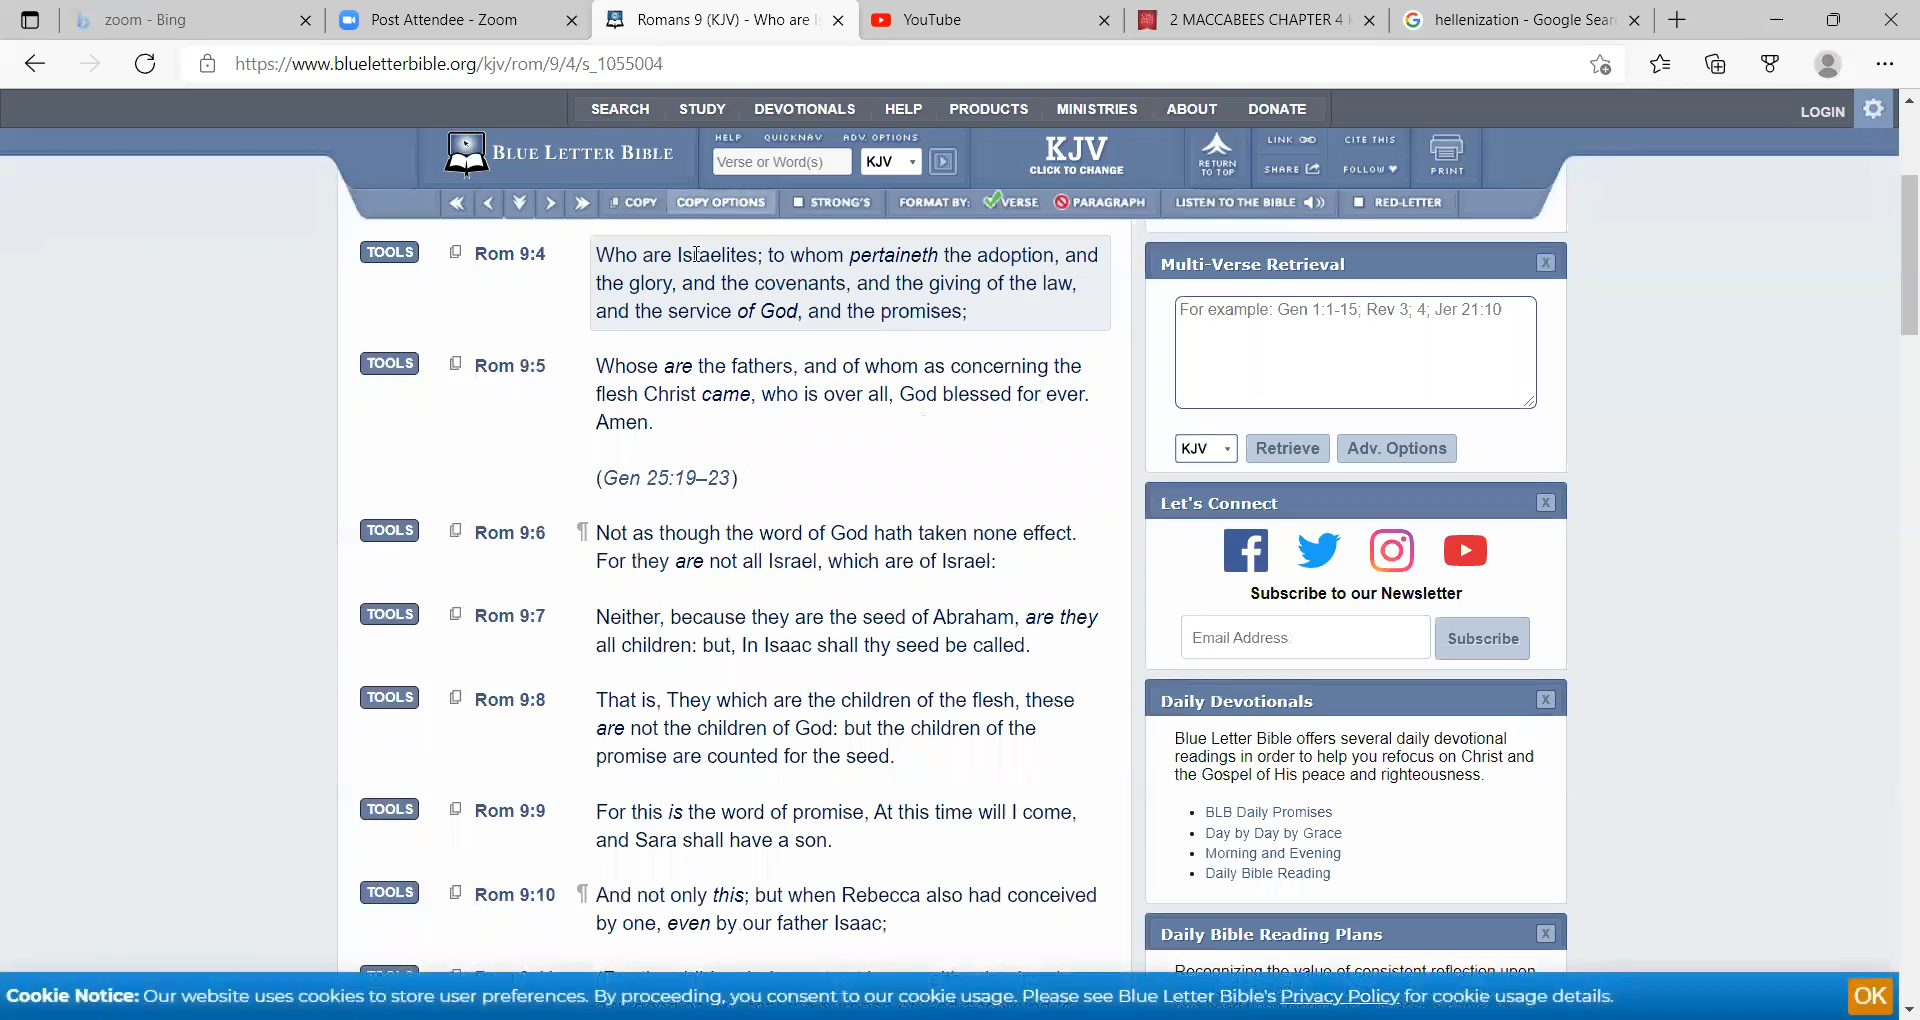 zoom - Bing
Post Attendee - Zoom
Romans 9 (KJV) - Who are
YouTube
2 MACCABEES CHAPTER 4
hellenization - Google Sear
https://www.blueletterbible.org/kjv/rom/9/4/s_1055004
SEARCH STUDY DEVOTIONALS HELP PRODUCTS MINISTRIES ABOUT DONATE
LOGIN
BLUE LETTER BIBLE
HELP QUICKNAV ADV. OPTIONS
Verse or Word(s) KJV
KJV
CLICK TO CHANGE
RETURN
TO TOP
LINK CITE THIS
SHARE FOLLOW
PRINT
COPY COPY OPTIONS STRONG'S FORMAT BY: VERSE PARAGRAPH LISTEN TO THE BIBLE RED-LETTER
TOOLS Rom 9:4 Who are Israelites; to whom pertaineth the adoption, and
the glory, and the covenants, and the giving of the law,
and the service of God, and the promises;
TOOLS Rom 9:5 Whose are the fathers, and of whom as concerning the
flesh Christ came, who is over all, God blessed for ever.
Amen.
(Gen 25:19–23)
TOOLS Rom 9:6 ¶ Not as though the word of God hath taken none effect.
For they are not all Israel, which are of Israel:
TOOLS Rom 9:7 Neither, because they are the seed of Abraham, are they
all children: but, In Isaac shall thy seed be called.
TOOLS Rom 9:8 That is, They which are the children of the flesh, these
are not the children of God: but the children of the
promise are counted for the seed.
TOOLS Rom 9:9 For this is the word of promise, At this time will I come,
and Sara shall have a son.
TOOLS Rom 9:10 ¶ And not only this; but when Rebecca also had conceived
by one, even by our father Isaac;
Multi-Verse Retrieval X
For example: Gen 1:1-15; Rev 3; 4; Jer 21:10
KJV Retrieve Adv. Options
Let's Connect X
Subscribe to our Newsletter
Email Address Subscribe
Daily Devotionals X
Blue Letter Bible offers several daily devotional
readings in order to help you refocus on Christ and
the Gospel of His peace and righteousness.
BLB Daily Promises
Day by Day by Grace
Morning and Evening
Daily Bible Reading
Daily Bible Reading Plans X
Recognizing the value of consistent reflection upon
Cookie Notice: Our website uses cookies to store user preferences. By proceeding, you consent to our cookie usage. Please see Blue Letter Bible's Privacy Policy for cookie usage details.
OK